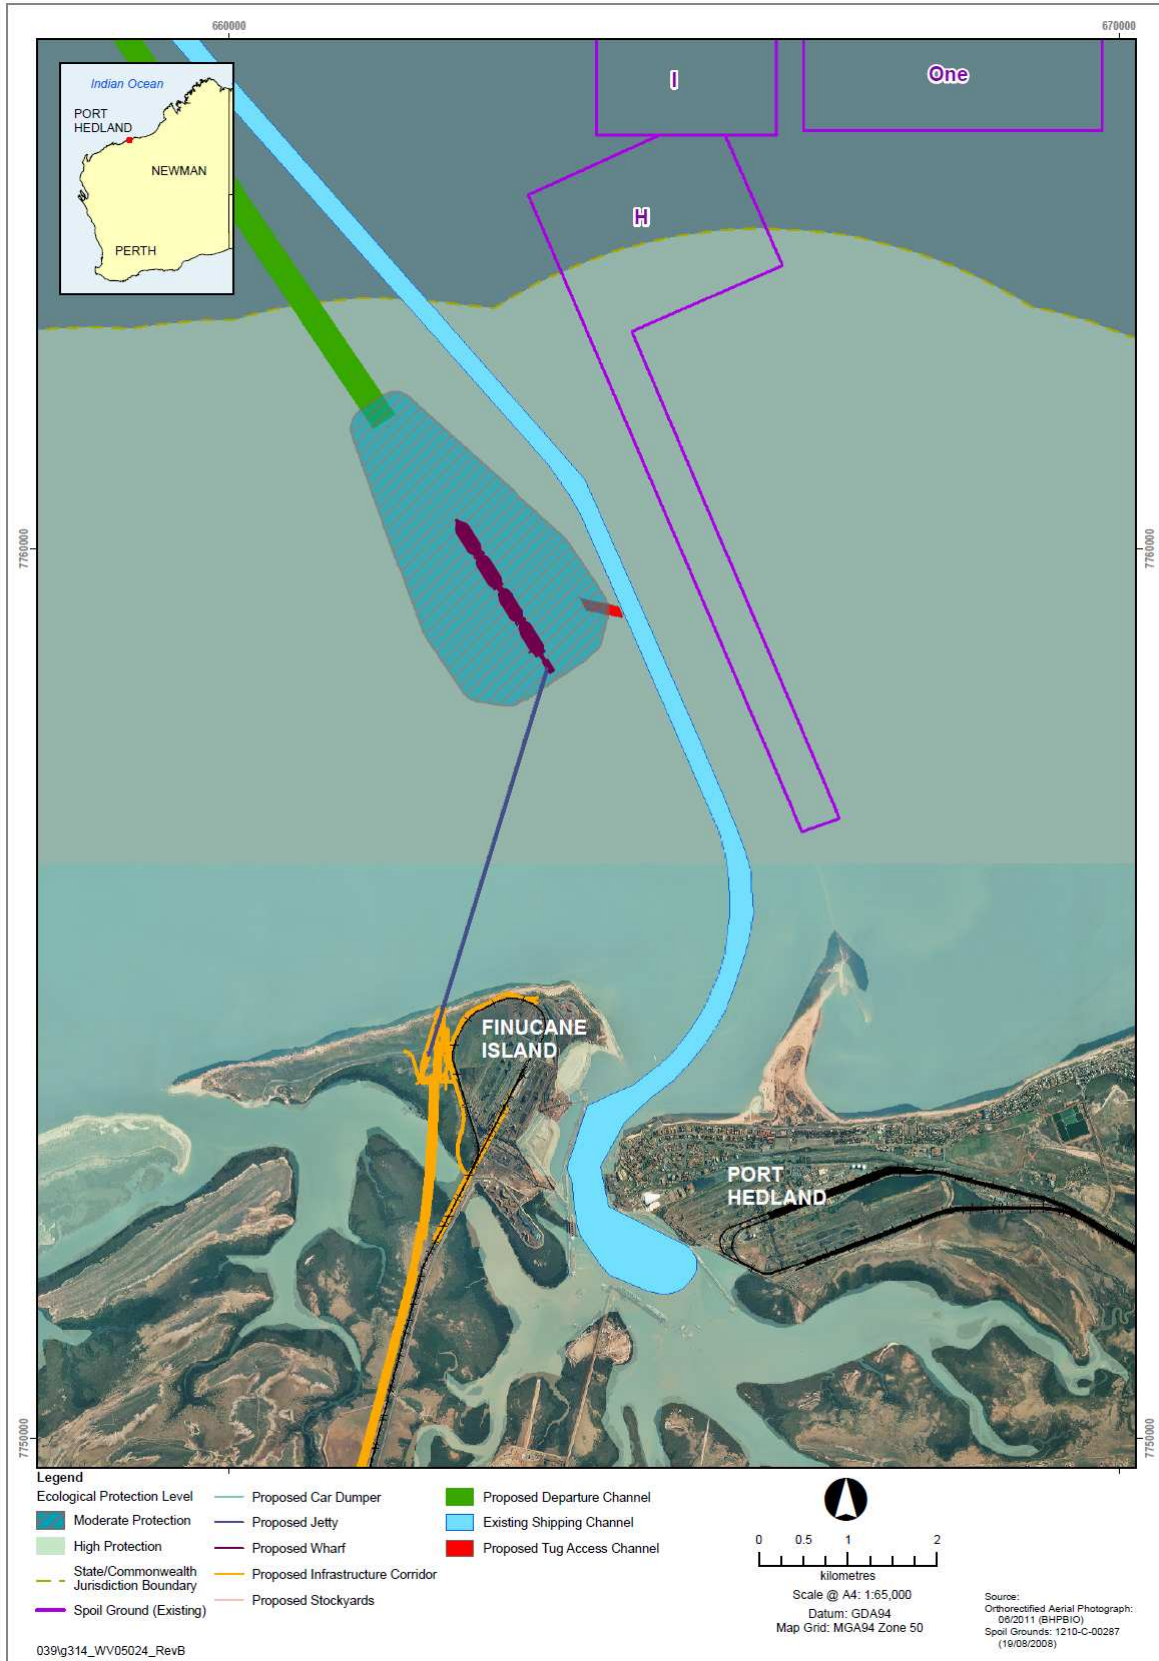 660000
670000
Indian Ocean
PORT
HEDLAND
NEWMAN
PERTH
I
One
H
7760000
7760000
FINUCANE
ISLAND
PORT
HEDLAND
7750000
7750000
Legend
Ecological Protection Level
Moderate Protection
High Protection
State/Commonwealth
Jurisdiction Boundary
Spoil Ground (Existing)
Proposed Car Dumper
Proposed Jetty
Proposed Wharf
Proposed Infrastructure Corridor
Proposed Stockyards
Proposed Departure Channel
Existing Shipping Channel
Proposed Tug Access Channel
0 0.5 1 2
kilometres
Scale @ A4: 1:65,000
Datum: GDA94
Map Grid: MGA94 Zone 50
Source:
Orthorectified Aerial Photograph:
06/2011 (BHPBIO)
Spoil Grounds: 1210-C-00287
(19/08/2008)
039\g314_WV05024_RevB